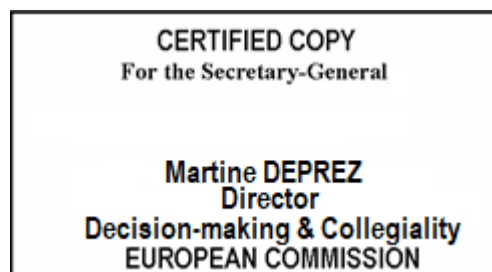 CERTIFIED COPY
For the Secretary-General
Martine DEPREZ
Director
Decision-making & Collegiality
EUROPEAN COMMISSION